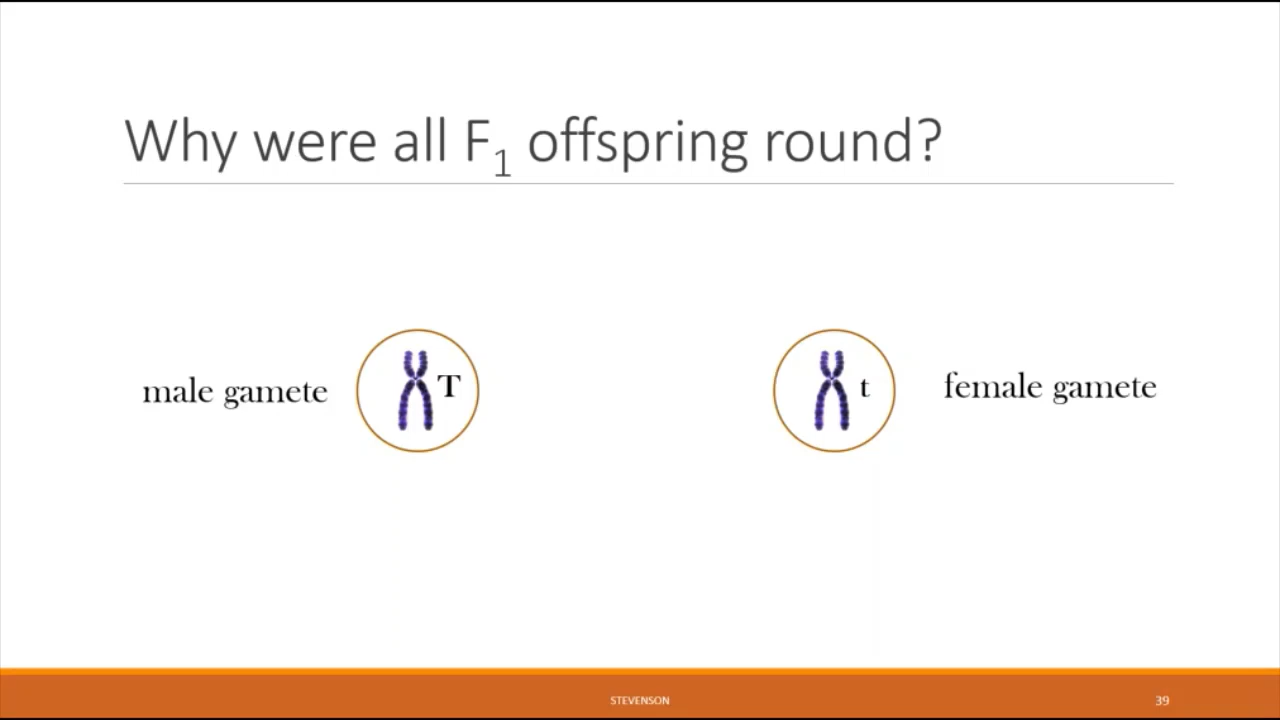 Why were all F₁ offspring round?
male gamete
T
t
female gamete
STEVENSON
39